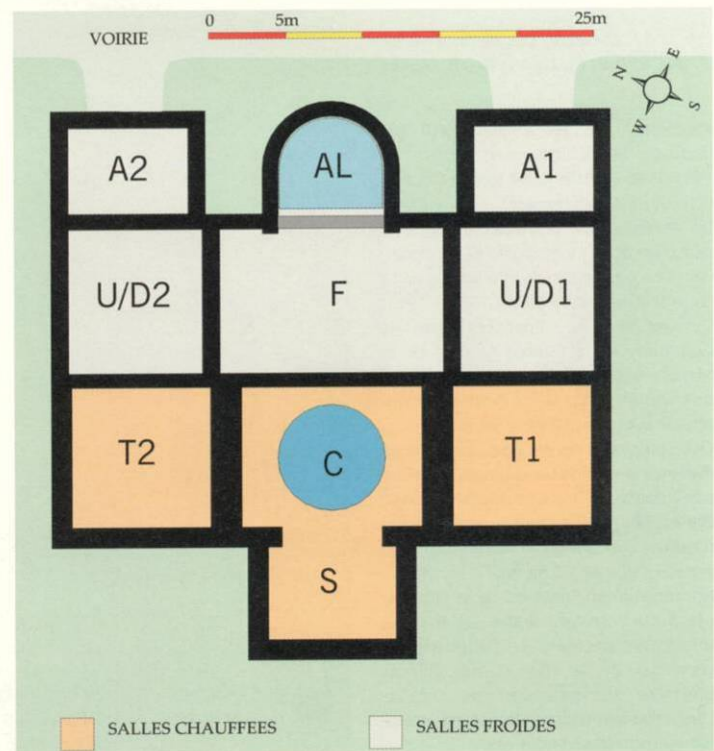 0 5m 25m
VOIRIE
N E
W S
A2 AL A1
U/D2 F U/D1
T2 C T1
S
SALLES CHAUFFEES SALLES FROIDES